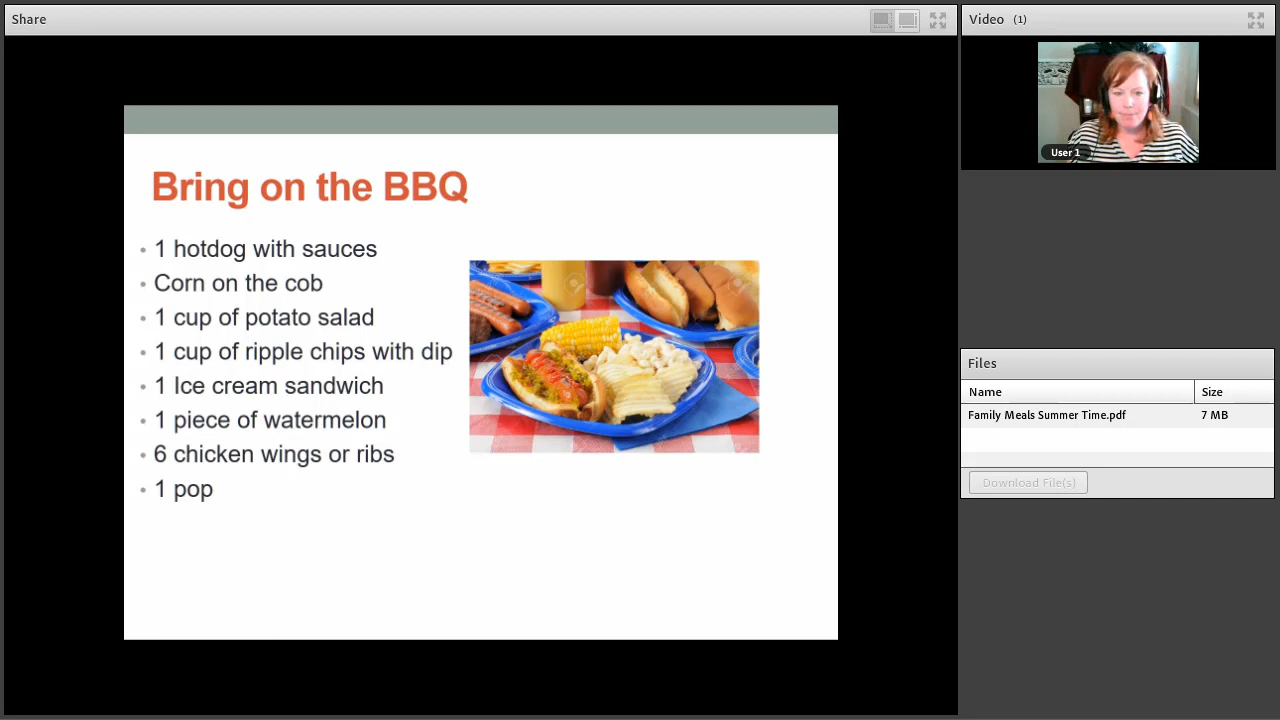 Share
Bring on the BBQ
• 1 hotdog with sauces
• Corn on the cob
• 1 cup of potato salad
• 1 cup of ripple chips with dip
• 1 Ice cream sandwich
• 1 piece of watermelon
• 6 chicken wings or ribs
• 1 pop
Video (1)
User 1
Files
Name Size
Family Meals Summer Time.pdf 7 MB
Download File(s)